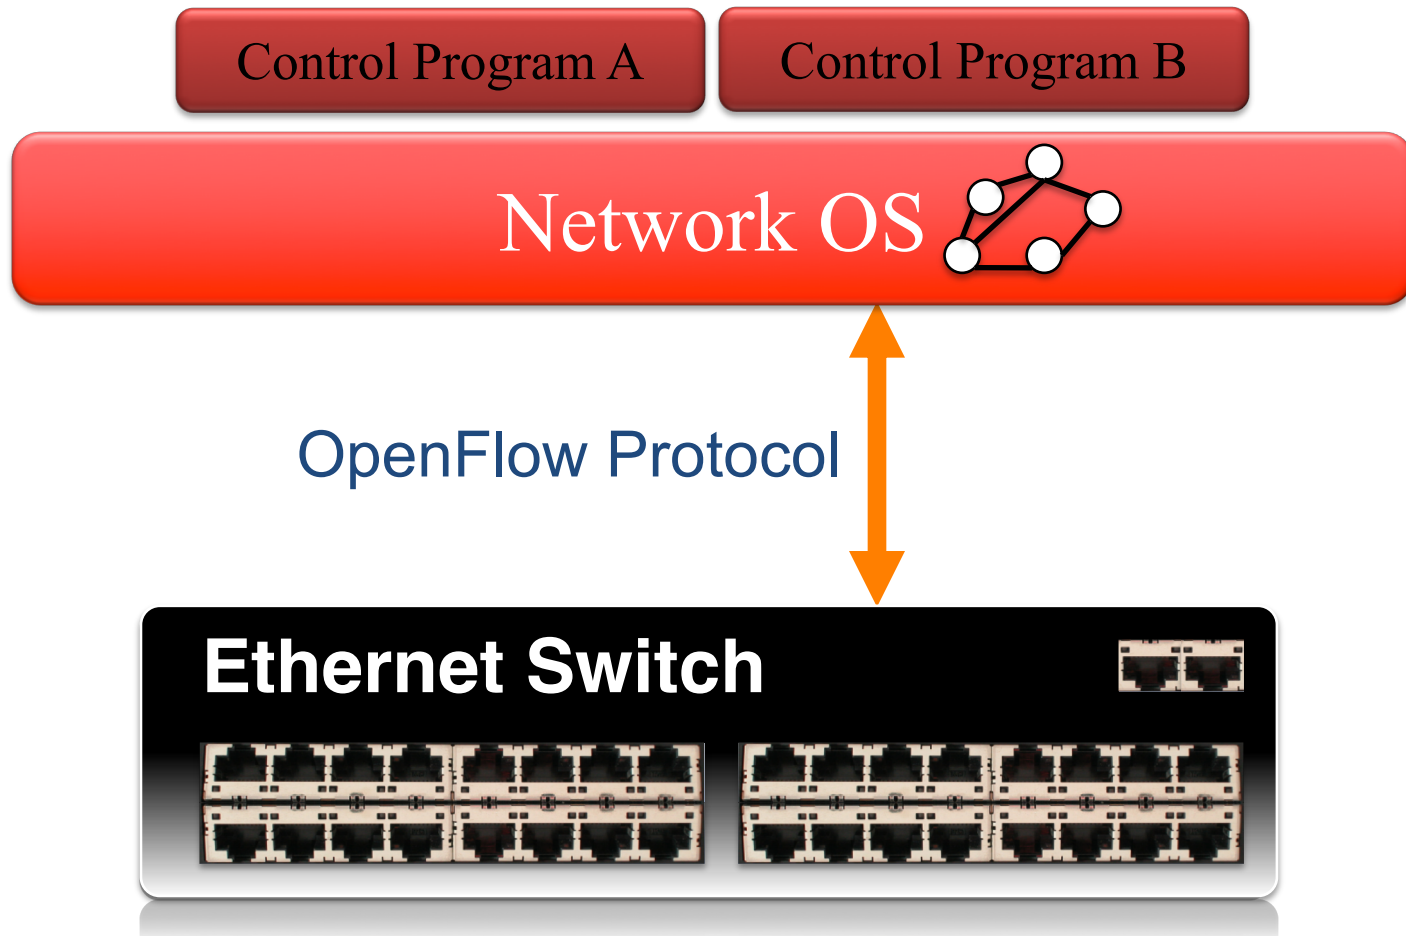 Control Program A
Control Program B
Network OS
OpenFlow Protocol
Ethernet Switch